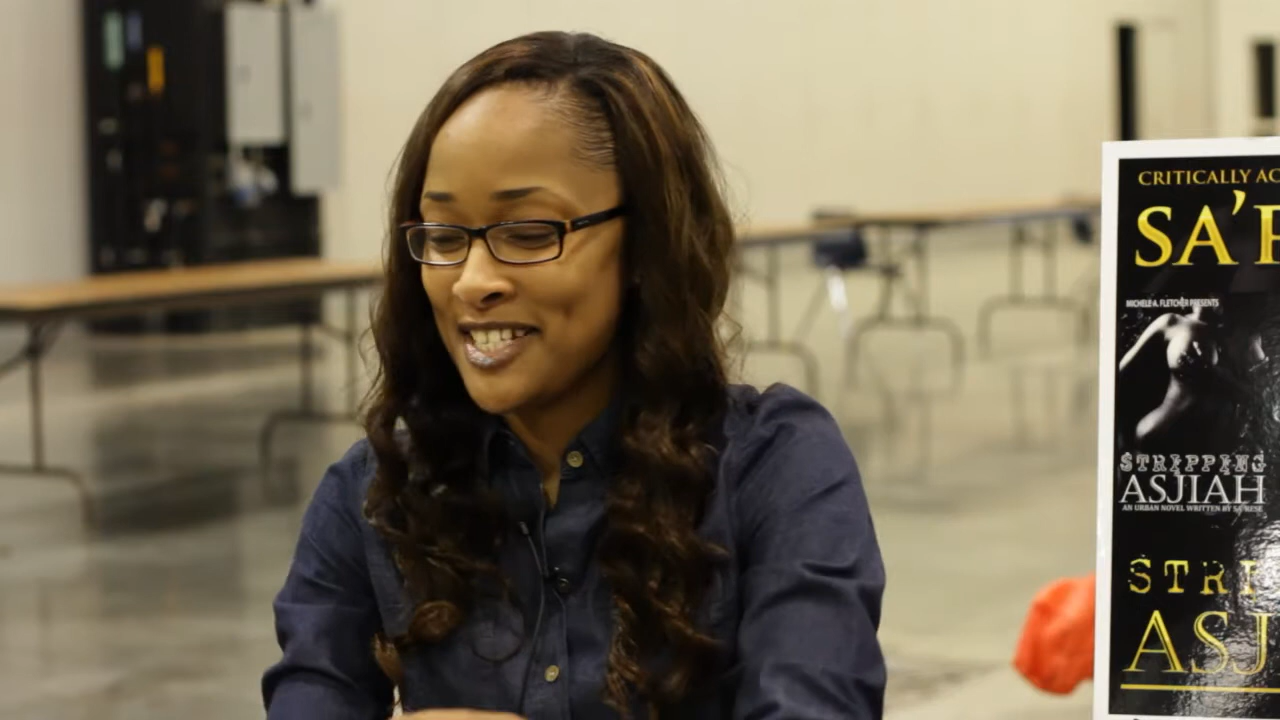 CRITICALLY AC
SA'R
MICHELE A. FLETCHER PRESENTS
STRIPPING
ASJIAH
AN URBAN NOVEL WRITTEN BY SA'RESE
STRI
ASJ